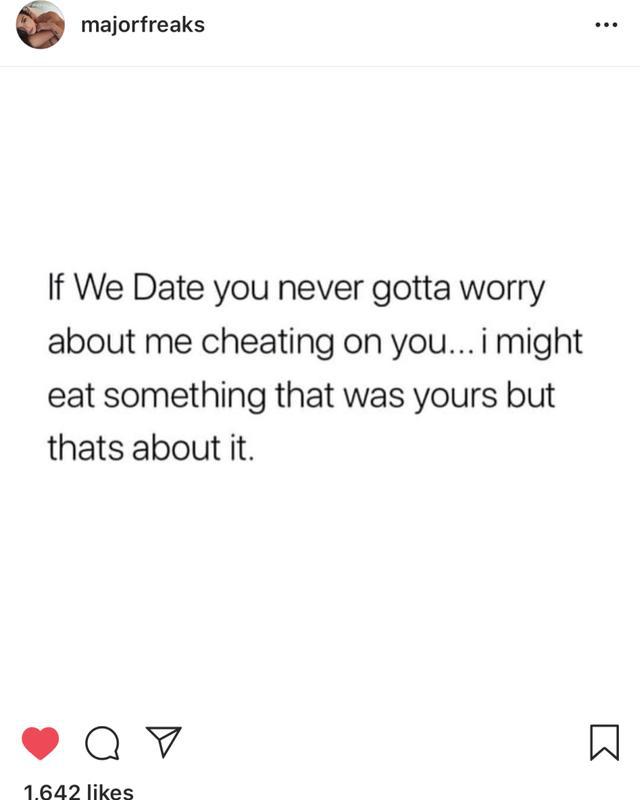 majorfreaks
If We Date you never gotta worry
about me cheating on you... i might
eat something that was yours but
thats about it.
1,642 likes